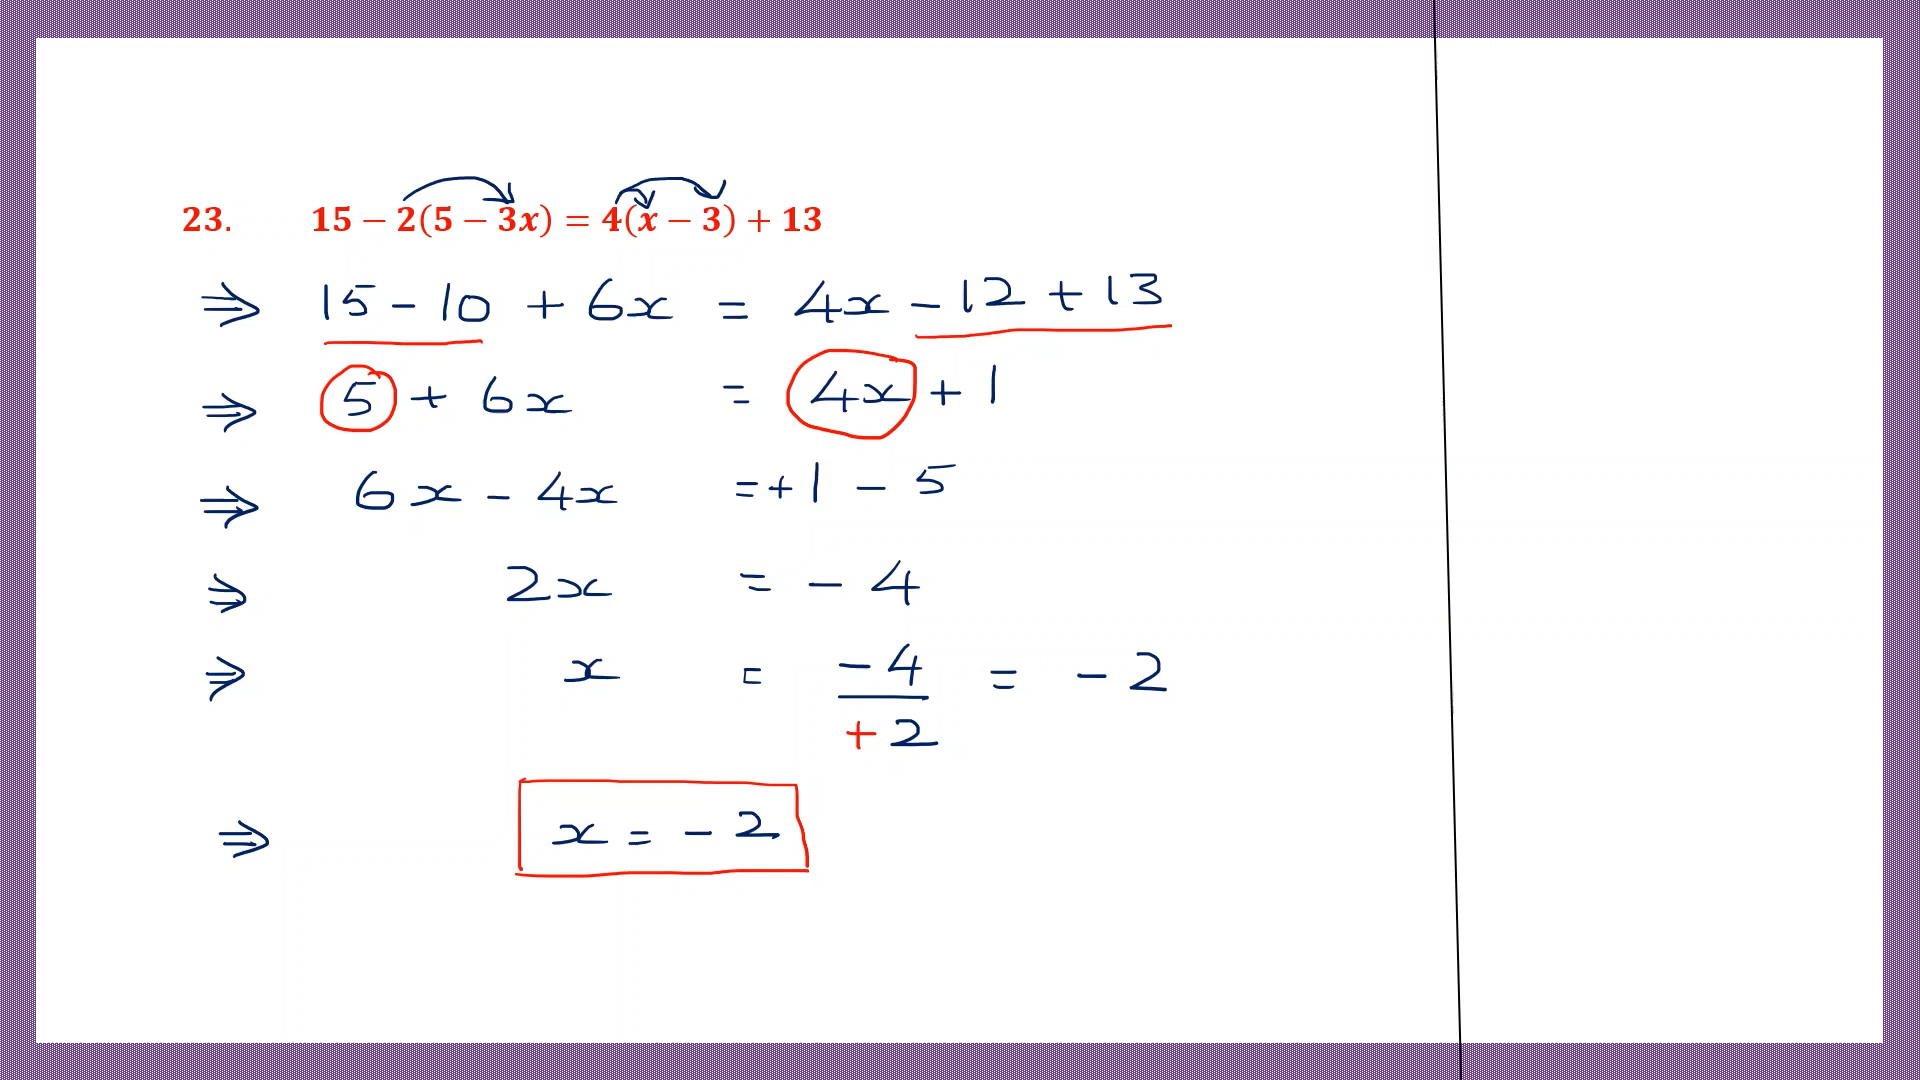 23. 15 − 2(5 − 3x) = 4(x − 3) + 13
⇒ 15 − 10 + 6x = 4x − 12 + 13
⇒ 5 + 6x = 4x + 1
⇒ 6x − 4x = +1 − 5
⇒ 2x = − 4
⇒ x = −4/+2 = − 2
⇒ x = − 2